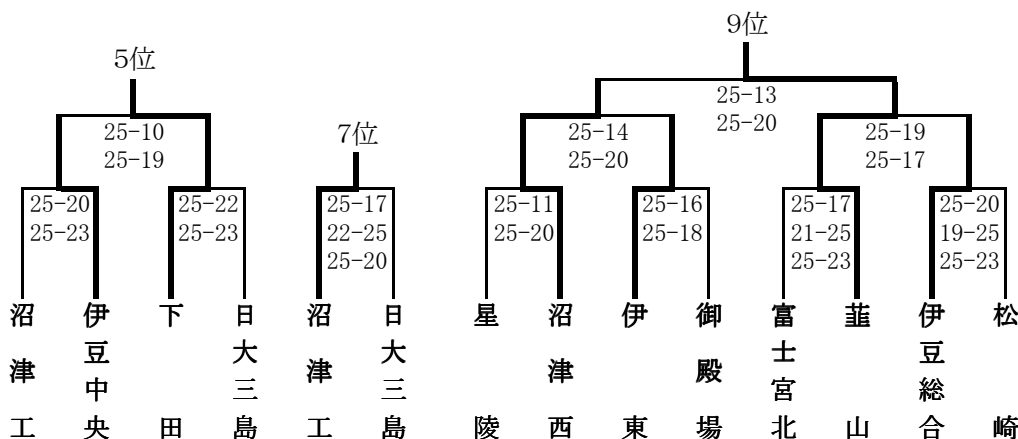 9位
5位
25-13
25-20
25-10
25-19
7位
25-14
25-20
25-19
25-17
25-20
25-23
25-22
25-23
25-17
22-25
25-20
25-11
25-20
25-16
25-18
25-17
21-25
25-23
25-20
19-25
25-23
沼津工
伊豆中央
下田
日大三島
沼津工
日大三島
星陵
沼津西
伊東
御殿場
富士宮北
韮山
伊豆総合
松崎